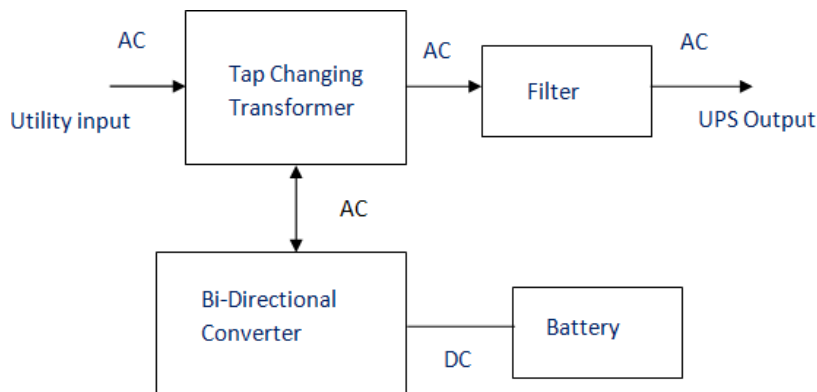 AC
Utility input
Tap Changing
Transformer
AC
Filter
AC
UPS Output
AC
Bi-Directional
Converter
DC
Battery